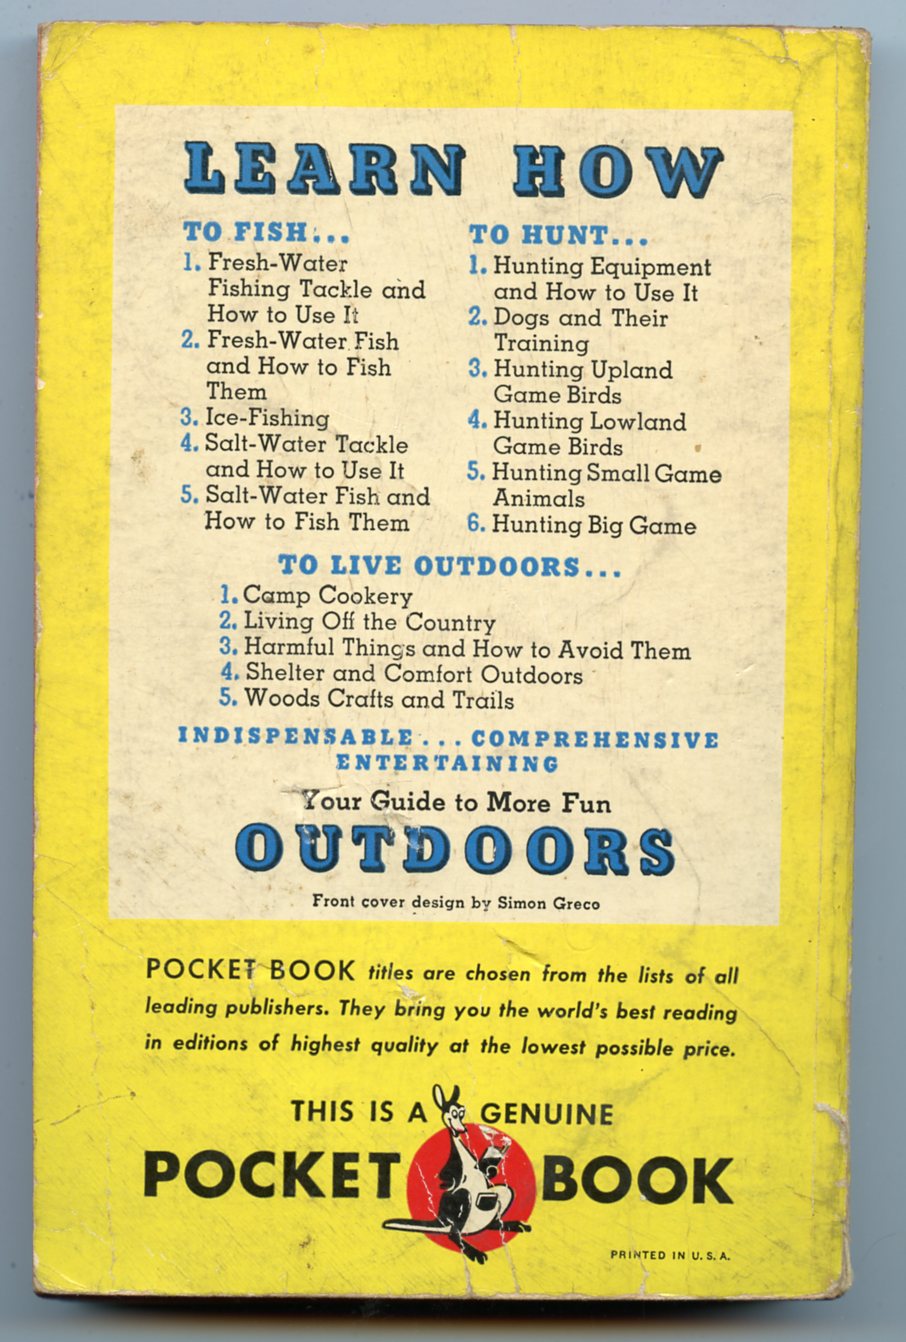 LEARN HOW
TO FISH...
1. Fresh-Water
Fishing Tackle and
How to Use It
2. Fresh-Water Fish
and How to Fish
Them
3. Ice-Fishing
4. Salt-Water Tackle
and How to Use It
5. Salt-Water Fish and
How to Fish Them
TO HUNT...
1. Hunting Equipment
and How to Use It
2. Dogs and Their
Training
3. Hunting Upland
Game Birds
4. Hunting Lowland
Game Birds
5. Hunting Small Game
Animals
6. Hunting Big Game
TO LIVE OUTDOORS...
1. Camp Cookery
2. Living Off the Country
3. Harmful Things and How to Avoid Them
4. Shelter and Comfort Outdoors
5. Woods Crafts and Trails
INDISPENSABLE... COMPREHENSIVE
ENTERTAINING
Your Guide to More Fun
OUTDOORS
Front cover design by Simon Greco
POCKET BOOK titles are chosen from the lists of all
leading publishers. They bring you the world's best reading
in editions of highest quality at the lowest possible price.
THIS IS A GENUINE
POCKET BOOK
PRINTED IN U.S.A.